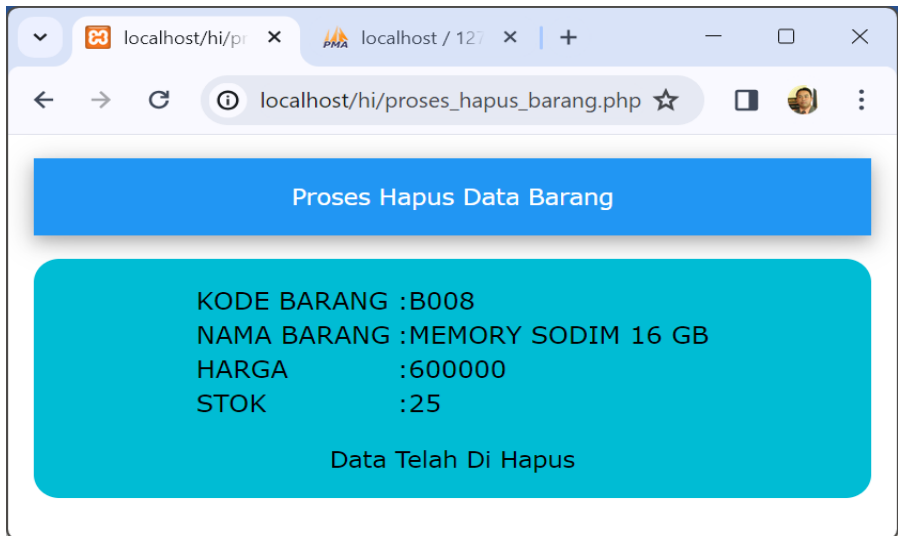 localhost/hi/pr
PMA localhost / 127
localhost/hi/proses_hapus_barang.php
Proses Hapus Data Barang
KODE BARANG :B008
NAMA BARANG :MEMORY SODIM 16 GB
HARGA :600000
STOK :25
Data Telah Di Hapus